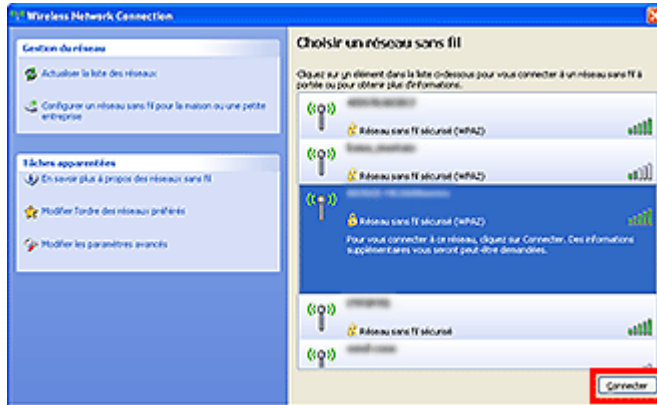 Wireless Network Connection
Gestion du réseau
Actualiser la liste des réseaux
Configurer un réseau sans fil pour la maison ou une petite
entreprise
Tâches apparentées
En savoir plus à propos des réseaux sans fil
Modifier l'ordre des réseaux préférés
Modifier les paramètres avancés
Choisir un réseau sans fil
Cliquez sur un élément dans la liste ci-dessous pour vous connecter à un réseau sans fil à
portée ou pour obtenir plus d'informations.
Réseau sans fil sécurisé (WPA2)
Réseau sans fil sécurisé (WPA2)
Réseau sans fil sécurisé (WPA2)
Pour vous connecter à ce réseau, cliquez sur Connecter. Des informations
supplémentaires vous seront peut-être demandées.
Réseau sans fil sécurisé
Connecter